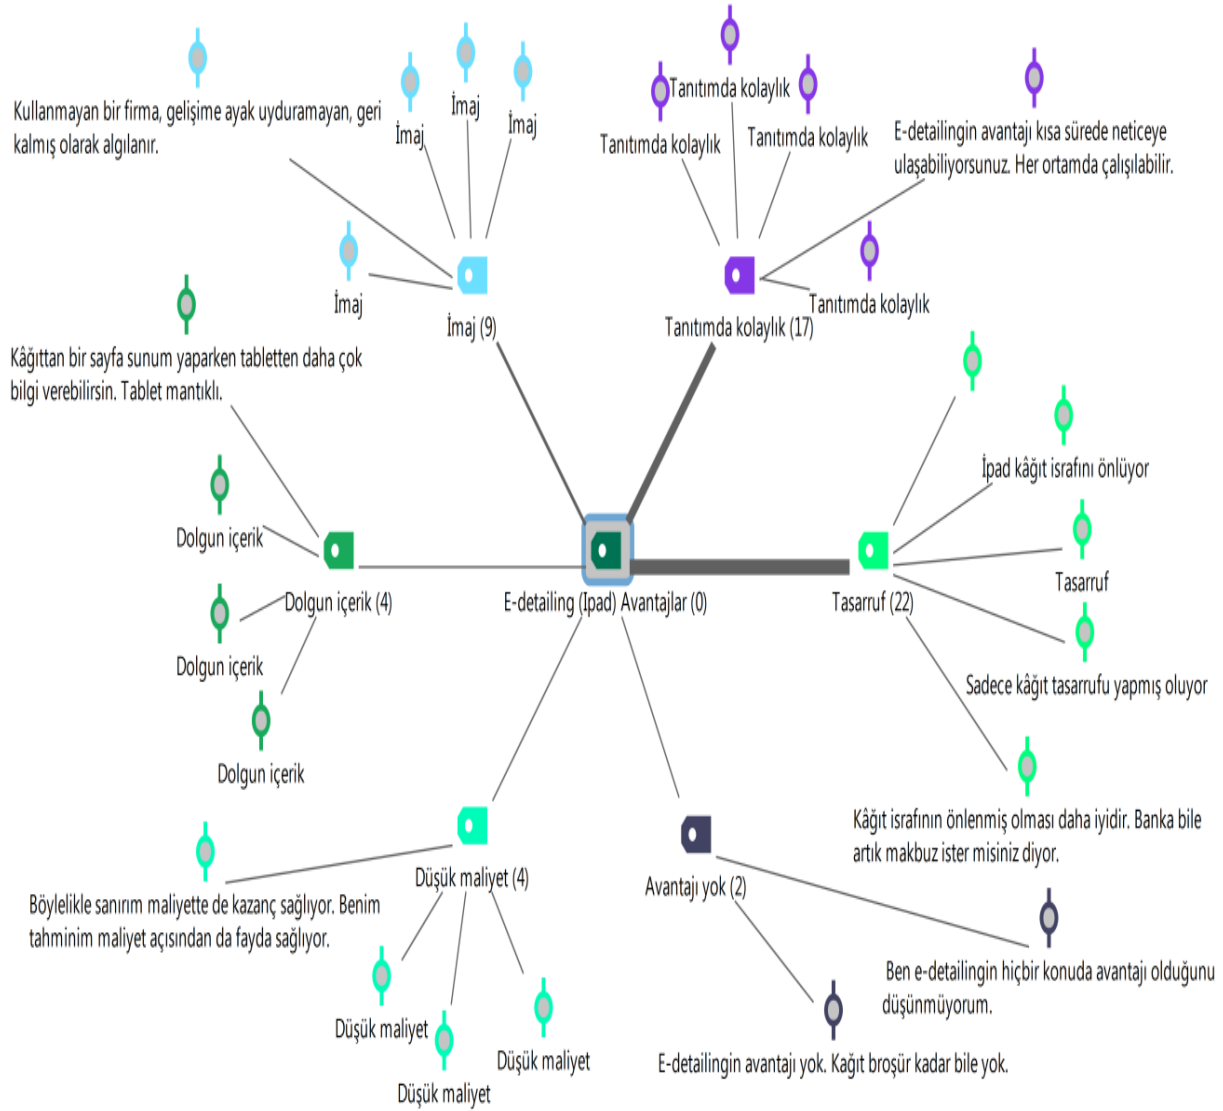 Tanıtımda kolaylık
Kullanmayan bir firma, gelişime ayak uyduramayan, geri
kalmış olarak algılanır.
İmaj
İmaj
İmaj
Tanıtımda kolaylık
Tanıtımda kolaylık
E-detailingin avantajı kısa sürede neticeye
ulaşabiliyorsunuz. Her ortamda çalışılabilir.
İmaj
Tanıtımda kolaylık
İmaj (9)
Tanıtımda kolaylık (17)
Kâğıttan bir sayfa sunum yaparken tabletten daha çok
bilgi verebilirsin. Tablet mantıklı.
İpad kâğıt israfını önlüyor
Dolgun içerik
Tasarruf
Dolgun içerik (4)
E-detailing (İpad) Avantajlar (0)
Tasarruf (22)
Dolgun içerik
Sadece kâğıt tasarrufu yapmış oluyor
Dolgun içerik
Kâğıt israfının önlenmiş olması daha iyidir. Banka bile
artık makbuz ister misiniz diyor.
Düşük maliyet (4)
Avantajı yok (2)
Böylelikle sanırım maliyette de kazanç sağlıyor. Benim
tahminim maliyet açısından da fayda sağlıyor.
Ben e-detailingin hiçbir konuda avantajı olduğunu
düşünmüyorum.
Düşük maliyet
Düşük maliyet
Düşük maliyet
E-detailingin avantajı yok. Kağıt broşür kadar bile yok.